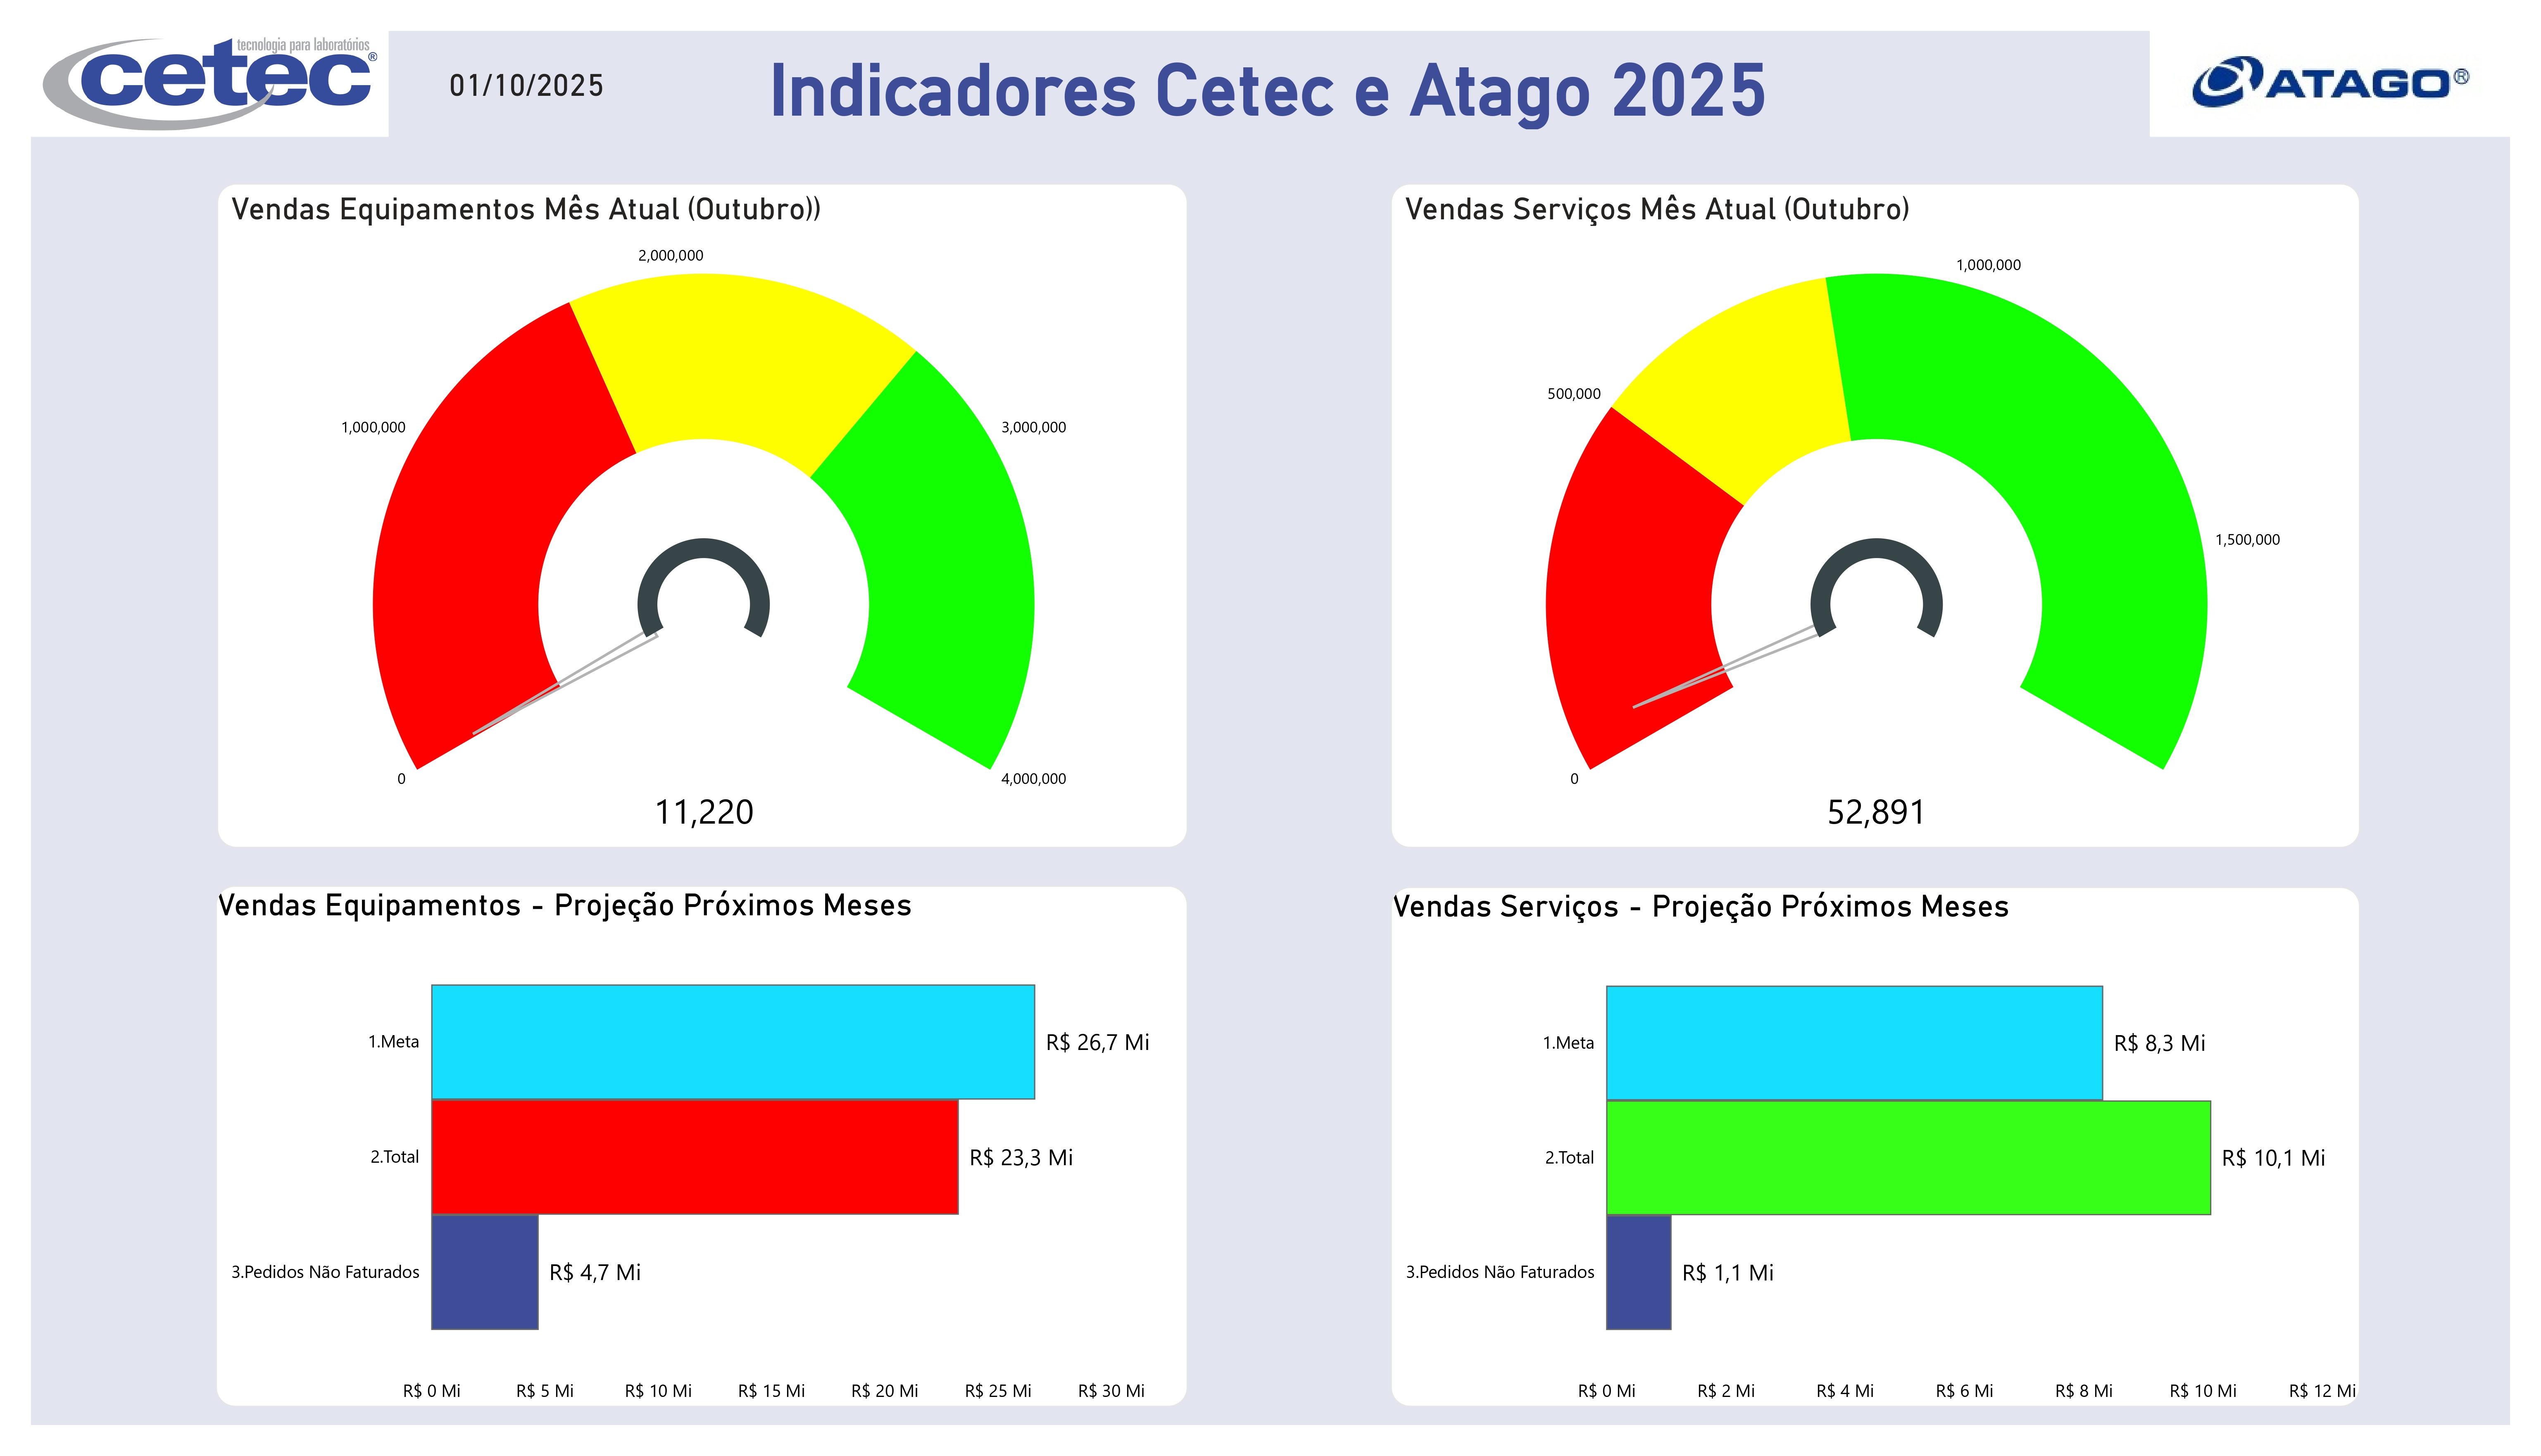 tecnologia para laboratórios
cetec®
01/10/2025
Indicadores Cetec e Atago 2025
ATAGO®
Vendas Equipamentos Mês Atual (Outubro))
2,000,000
1,000,000
3,000,000
0
4,000,000
11,220
Vendas Serviços Mês Atual (Outubro)
1,000,000
500,000
1,500,000
0
52,891
Vendas Equipamentos - Projeção Próximos Meses
1.Meta
R$ 26,7 Mi
2.Total
R$ 23,3 Mi
3.Pedidos Não Faturados
R$ 4,7 Mi
R$ 0 Mi R$ 5 Mi R$ 10 Mi R$ 15 Mi R$ 20 Mi R$ 25 Mi R$ 30 Mi
Vendas Serviços - Projeção Próximos Meses
1.Meta
R$ 8,3 Mi
2.Total
R$ 10,1 Mi
3.Pedidos Não Faturados
R$ 1,1 Mi
R$ 0 Mi R$ 2 Mi R$ 4 Mi R$ 6 Mi R$ 8 Mi R$ 10 Mi R$ 12 Mi